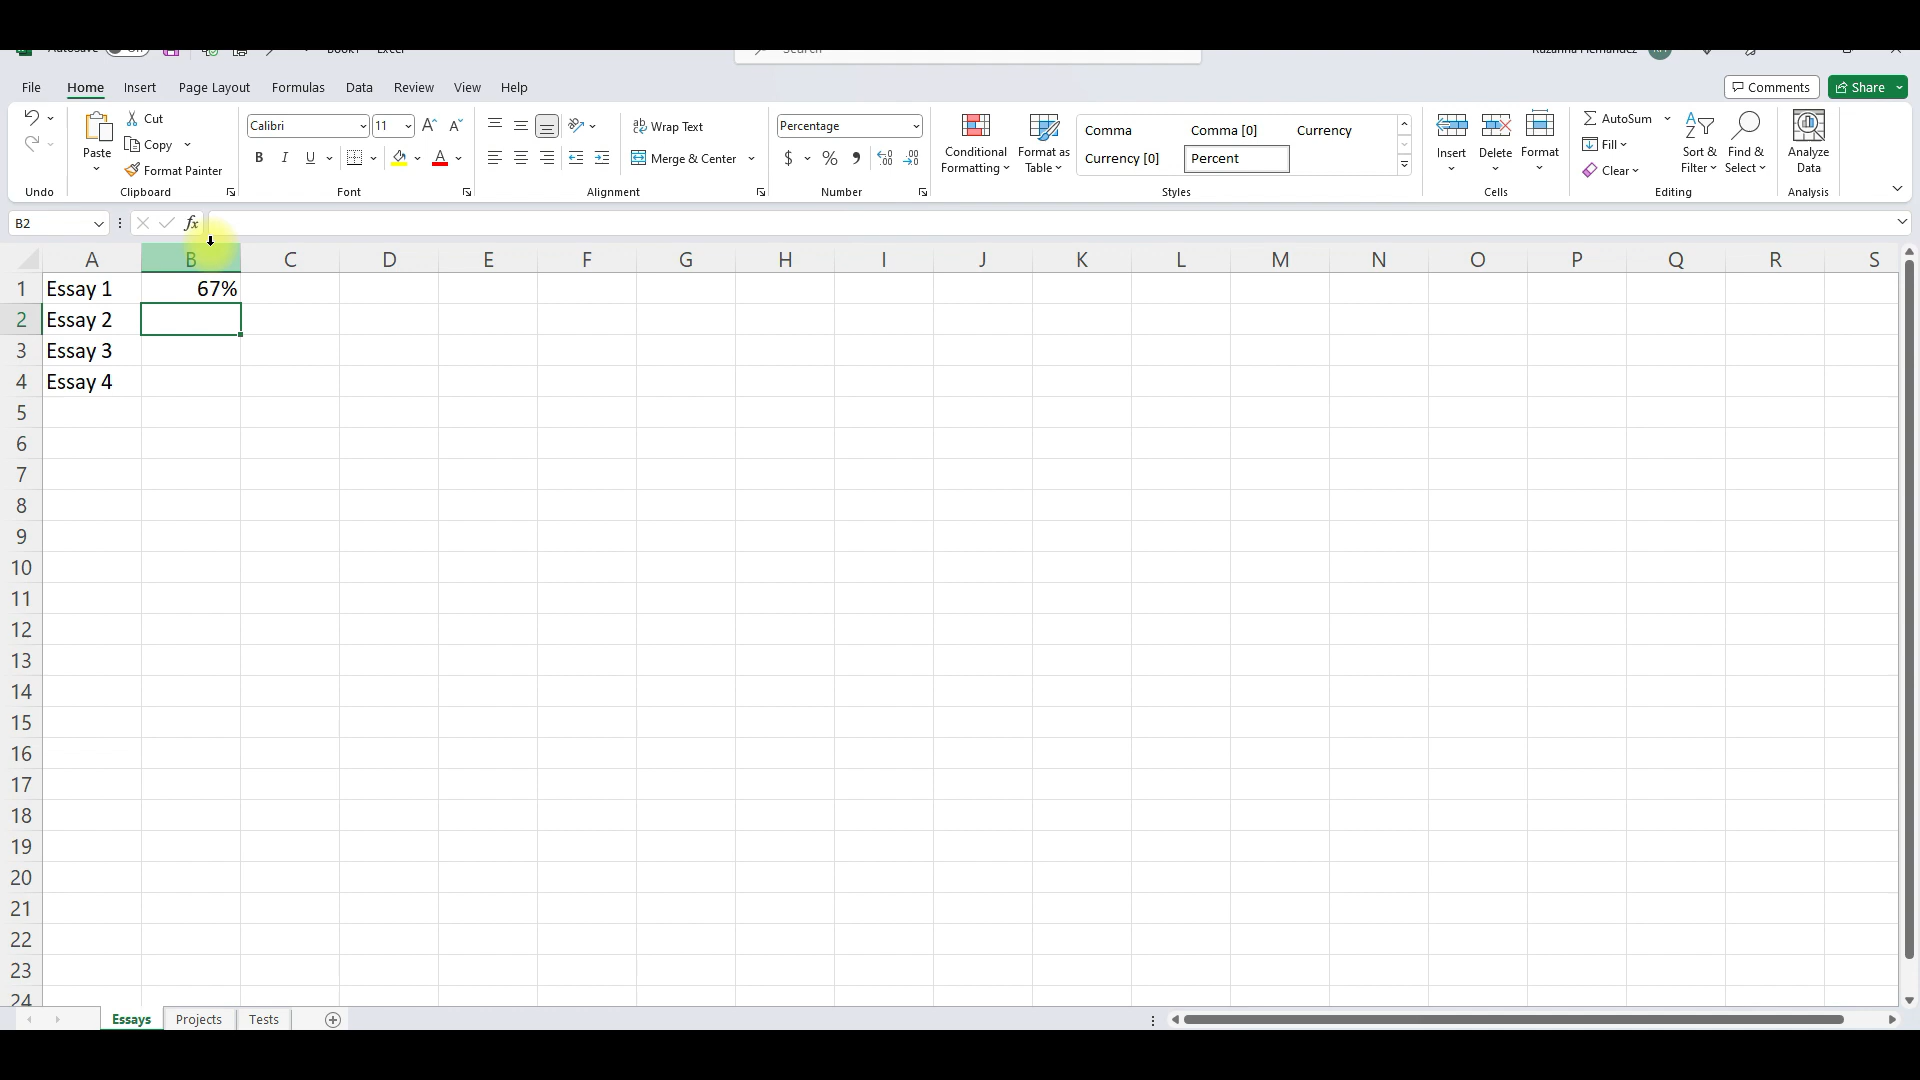 File Home Insert Page Layout Formulas Data Review View Help Comments Share
Cut
Copy
Format Painter
Paste
Undo Clipboard
Calibri 11
B I U A
Font
Wrap Text
Merge & Center
Alignment
Percentage
$ % 9
Number
Conditional Formatting
Format as Table
Comma Comma [0] Currency
Currency [0] Percent
Styles
Insert Delete Format
Cells
AutoSum
Fill
Clear
Sort & Filter
Find & Select
Editing
Analyze Data
Analysis
B2 fx
A B C D E F G H I J K L M N O P Q R S
1 Essay 1 67%
2 Essay 2
3 Essay 3
4 Essay 4
5
6
7
8
9
10
11
12
13
14
15
16
17
18
19
20
21
22
23
24
Essays Projects Tests